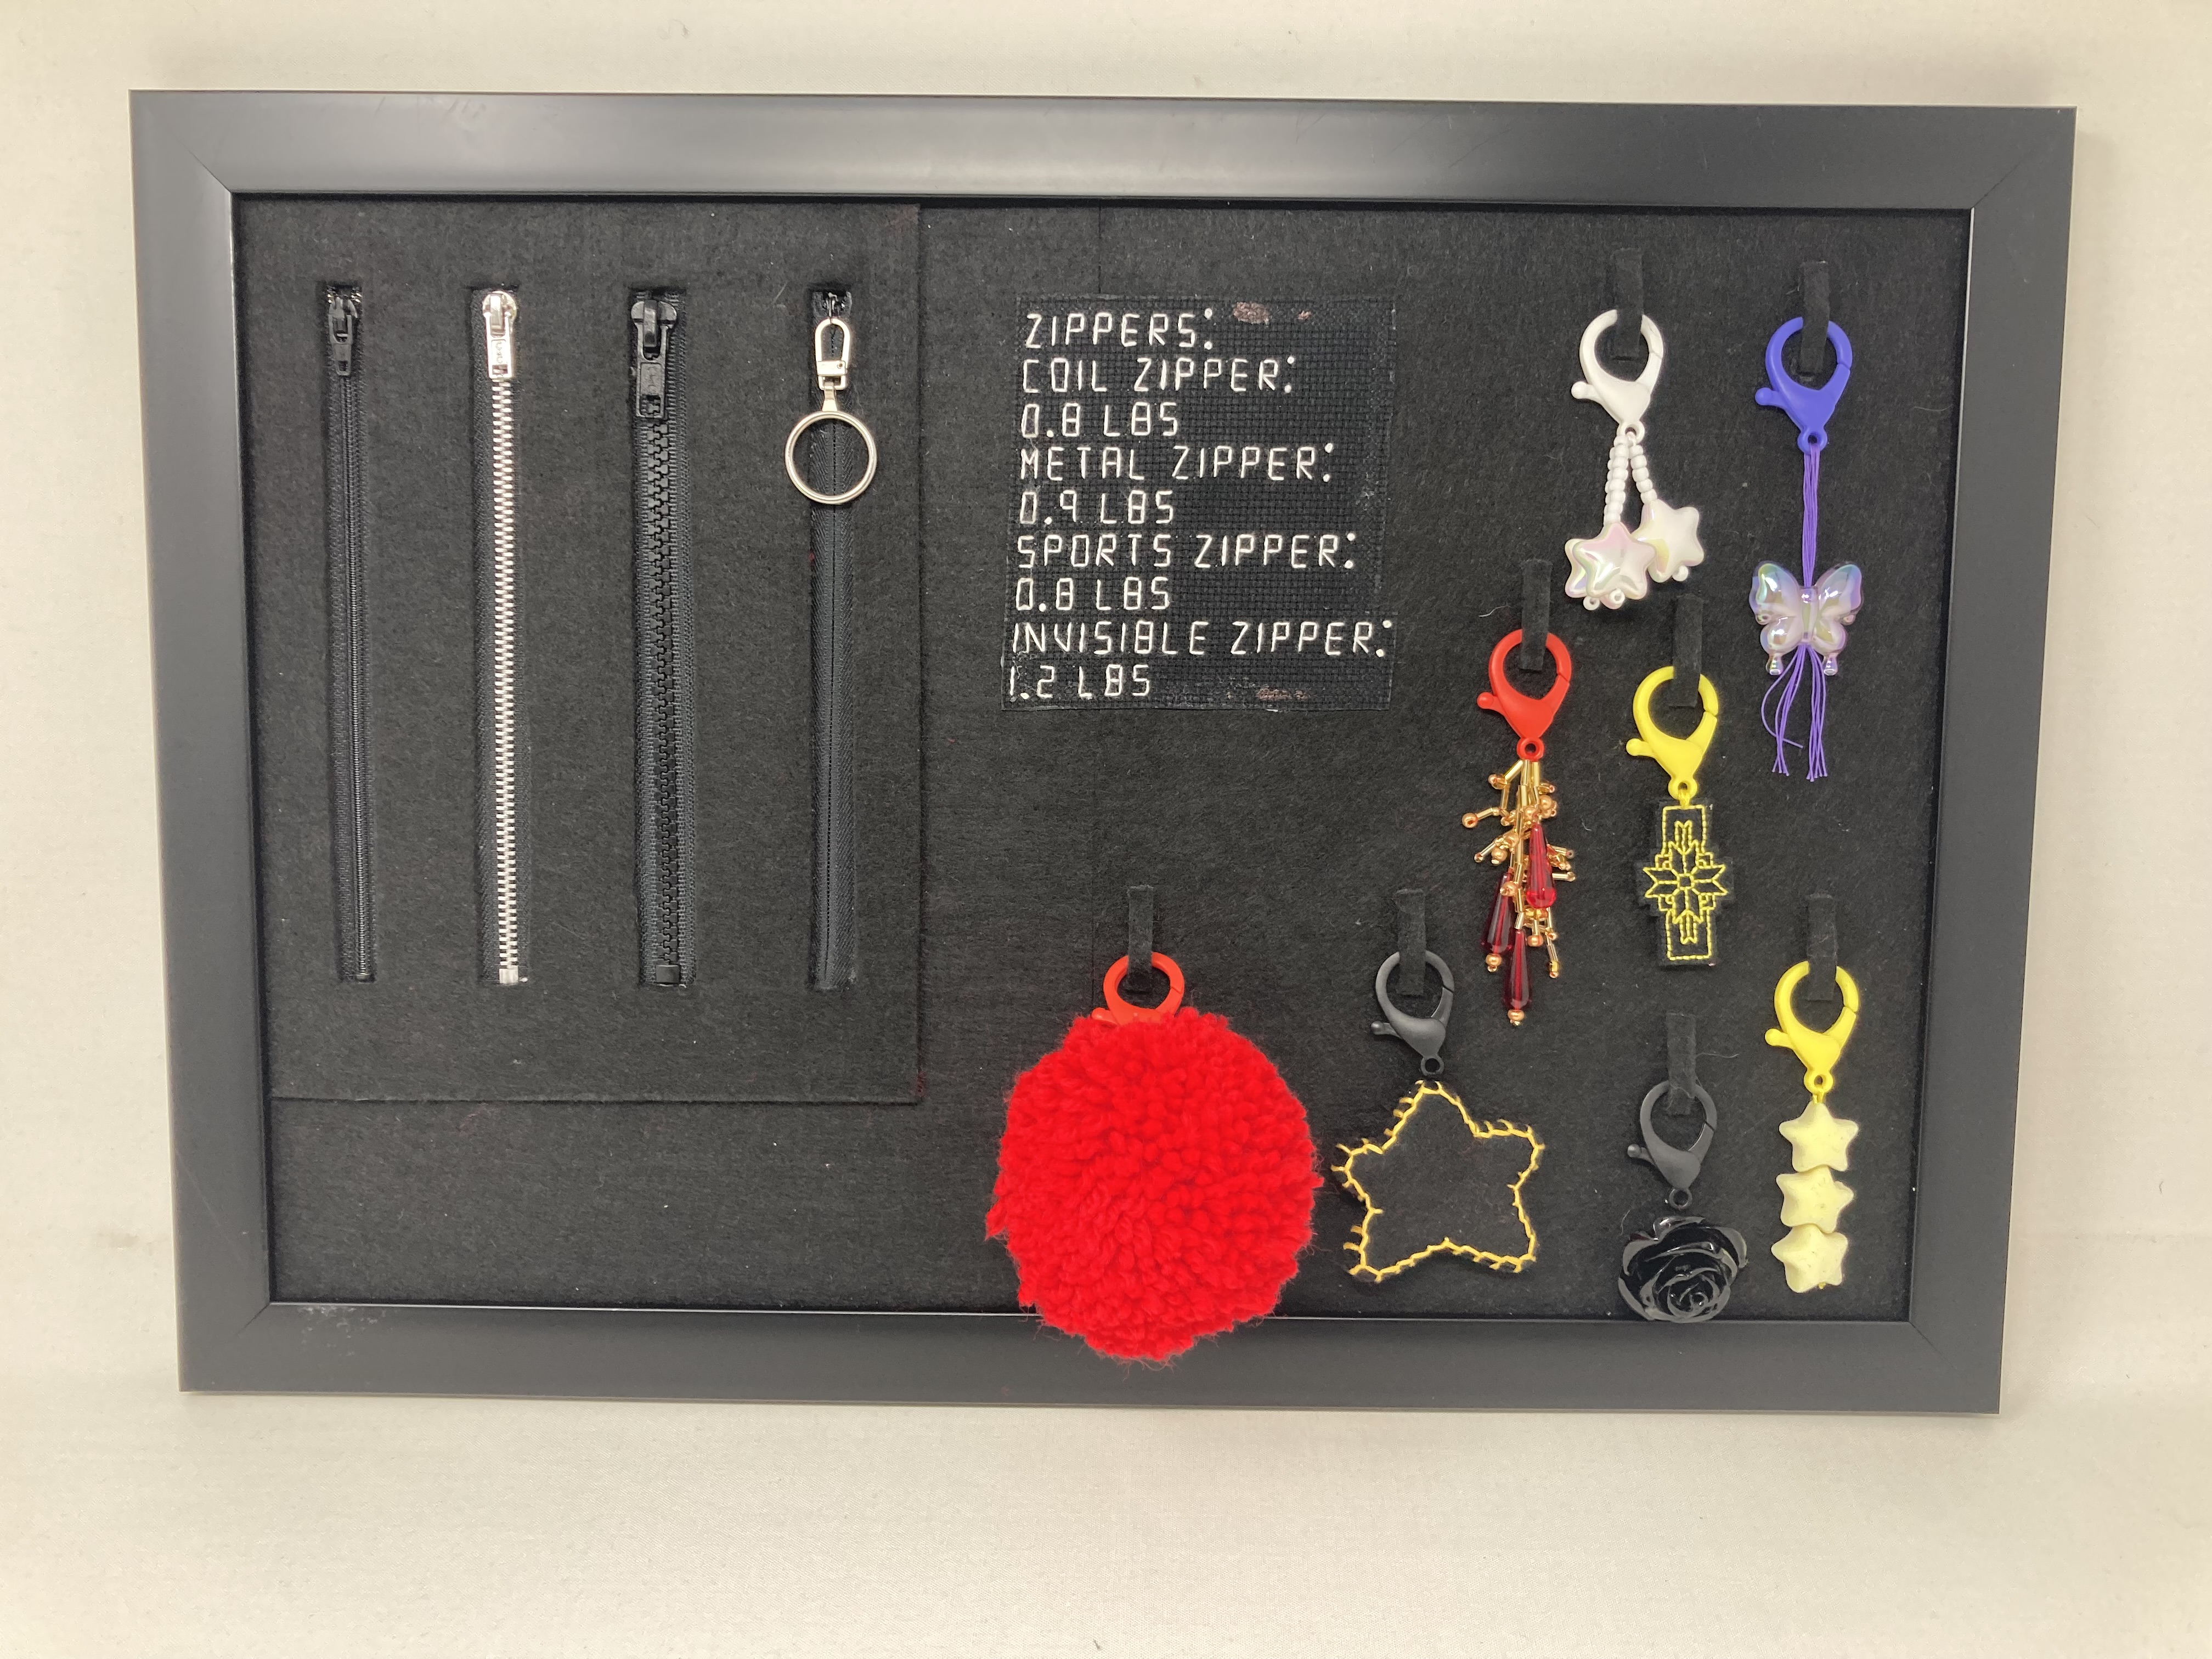 ZIPPERS:
COIL ZIPPER:
0.8 LBS
METAL ZIPPER:
0.9 LBS
SPORTS ZIPPER:
0.8 LBS
INVISIBLE ZIPPER:
1.2 LBS